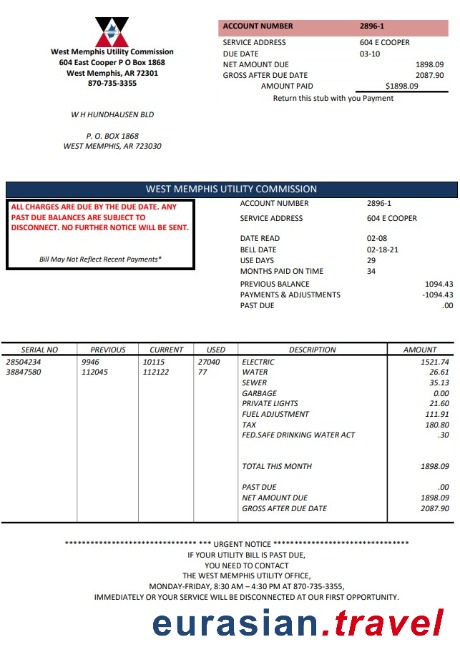 West Memphis Utility Commission
604 East Cooper P O Box 1868
West Memphis, AR 72301
870-735-3355
W H HUNDHAUSEN BLD
P. O. BOX 1868
WEST MEMPHIS, AR 723030
ACCOUNT NUMBER 2896-1
SERVICE ADDRESS 604 E COOPER
DUE DATE 03-10
NET AMOUNT DUE 1898.09
GROSS AFTER DUE DATE 2087.90
AMOUNT PAID $1898.09
Return this stub with you Payment
WEST MEMPHIS UTILITY COMMISSION
ALL CHARGES ARE DUE BY THE DUE DATE. ANY
PAST DUE BALANCES ARE SUBJECT TO
DISCONNECT. NO FURTHER NOTICE WILL BE SENT.
Bill May Not Reflect Recent Payments*
ACCOUNT NUMBER 2896-1
SERVICE ADDRESS 604 E COOPER
DATE READ 02-08
BELL DATE 02-18-21
USE DAYS 29
MONTHS PAID ON TIME 34
PREVIOUS BALANCE 1094.43
PAYMENTS & ADJUSTMENTS -1094.43
PAST DUE .00
SERIAL NO PREVIOUS CURRENT USED DESCRIPTION AMOUNT
28504234 9946 10115 27040 ELECTRIC 1521.74
38847580 112045 112122 77 WATER 26.61
SEWER 35.13
GARBAGE 0.00
PRIVATE LIGHTS 21.60
FUEL ADJUSTMENT 111.91
TAX 180.80
FED.SAFE DRINKING WATER ACT .30
TOTAL THIS MONTH 1898.09
PAST DUE .00
NET AMOUNT DUE 1898.09
GROSS AFTER DUE DATE 2087.90
******************************* *** URGENT NOTICE ********************************
IF YOUR UTILITY BILL IS PAST DUE,
YOU NEED TO CONTACT
THE WEST MEMPHIS UTILITY OFFICE,
MONDAY-FRIDAY, 8:30 AM – 4:30 PM AT 870-735-3355,
IMMEDIATELY OR YOUR SERVICE WILL BE DISCONNECTED AT OUR FIRST OPPORTUNITY.
eurasian.travel